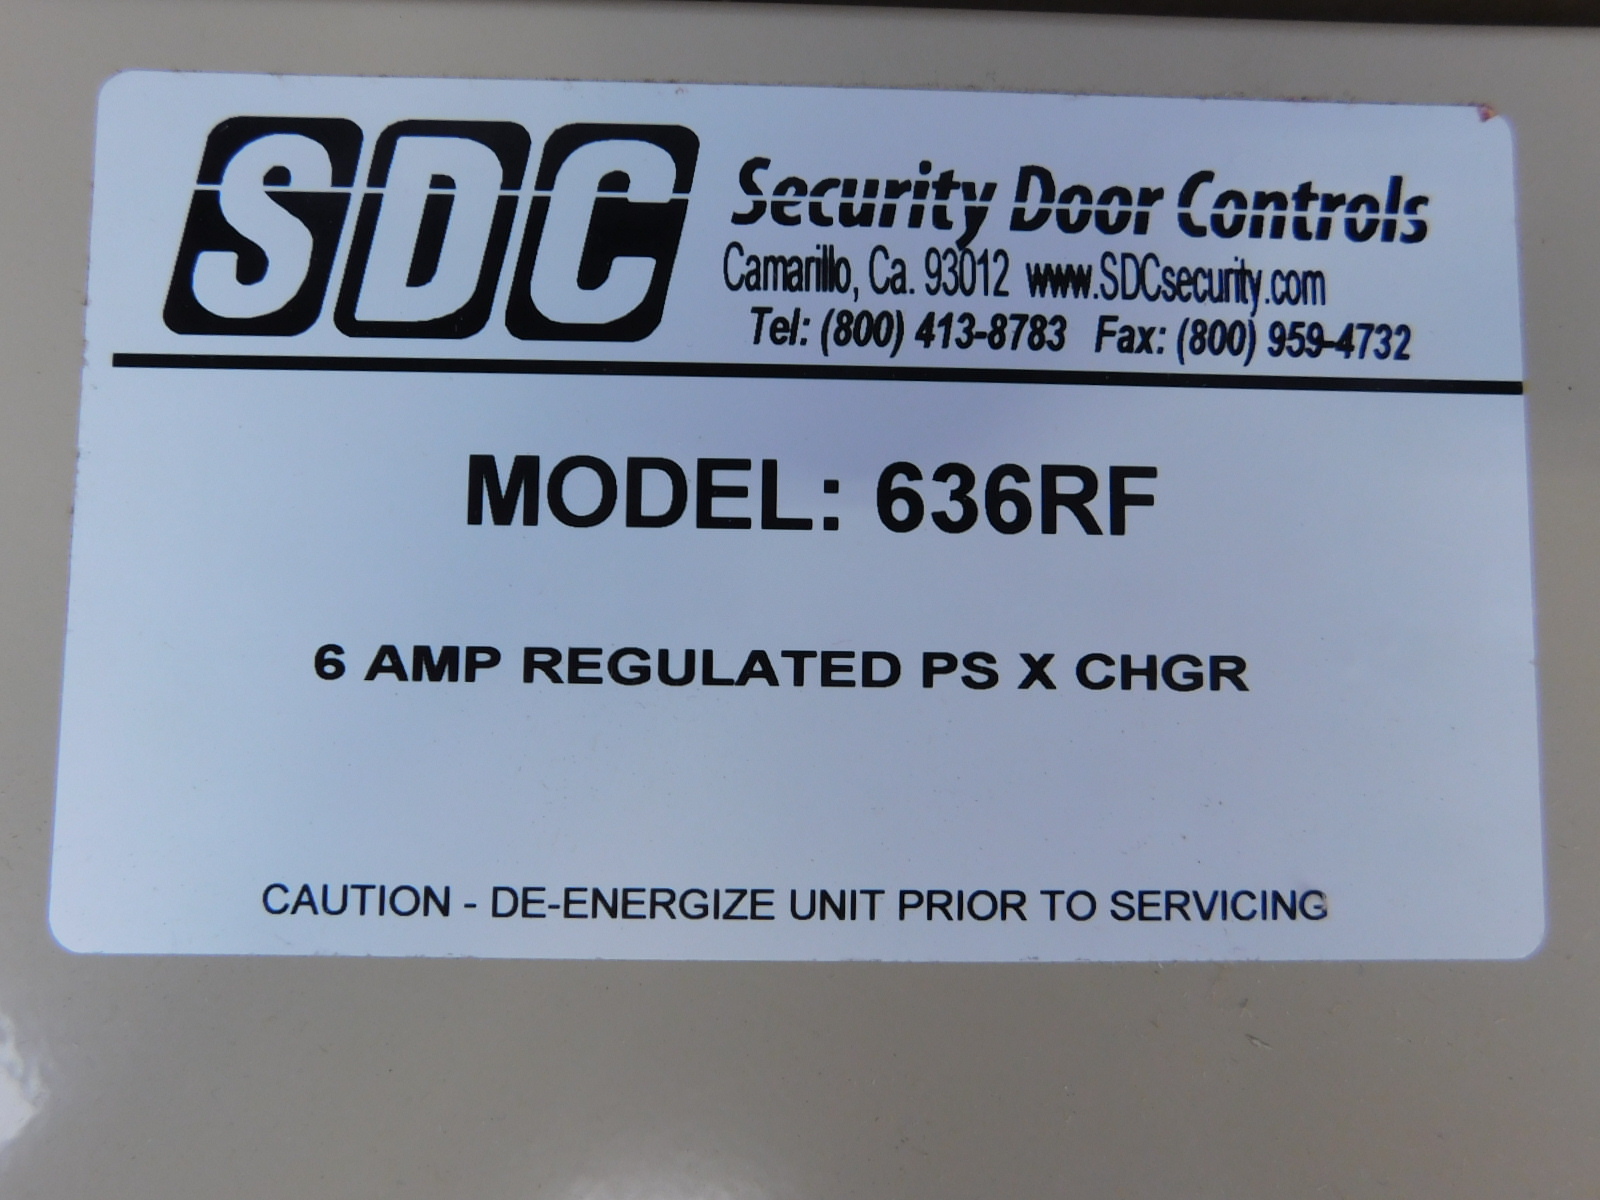 SDC
Security Door Controls
Camarillo, Ca. 93012 www.SDCsecurity.com
Tel: (800) 413-8783 Fax: (800) 959-4732
MODEL: 636RF
6 AMP REGULATED PS X CHGR
CAUTION - DE-ENERGIZE UNIT PRIOR TO SERVICING